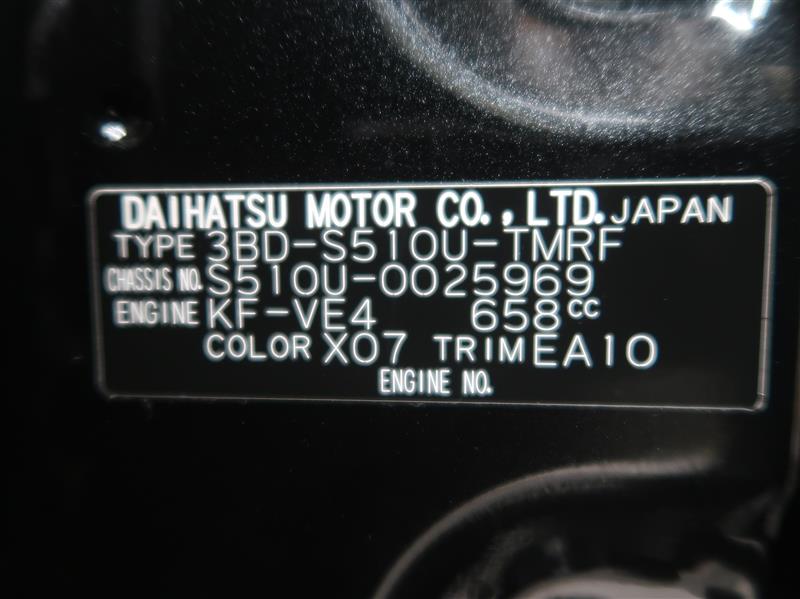 DAIHATSU MOTOR CO.,LTD. JAPAN
TYPE 3BD-S510U-TMRF
CHASSIS NO. S510U-0025969
ENGINE KF-VE4 658cc
COLOR X07 TRIM EA10
ENGINE NO.